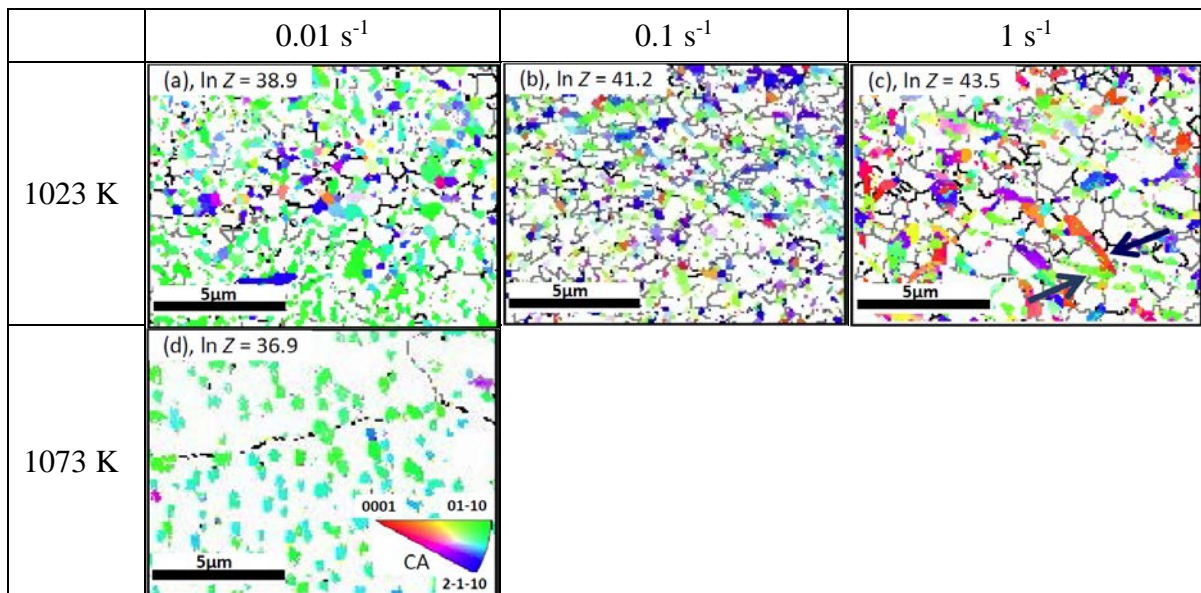 0.01 s-1
0.1 s-1
1 s-1
1023 K
(a), ln Z = 38.9
5µm
(b), ln Z = 41.2
5µm
(c), ln Z = 43.5
5µm
1073 K
(d), ln Z = 36.9
5µm
0001
01-10
CA
2-1-10